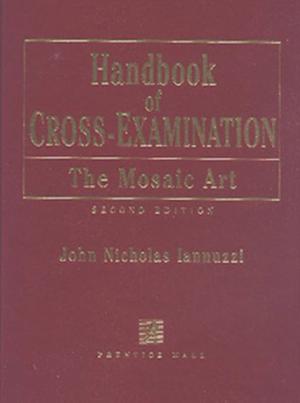 Handbook
of
CROSS-EXAMINATION
The Mosaic Art
SECOND EDITION
John Nicholas Iannuzzi
PRENTICE HALL